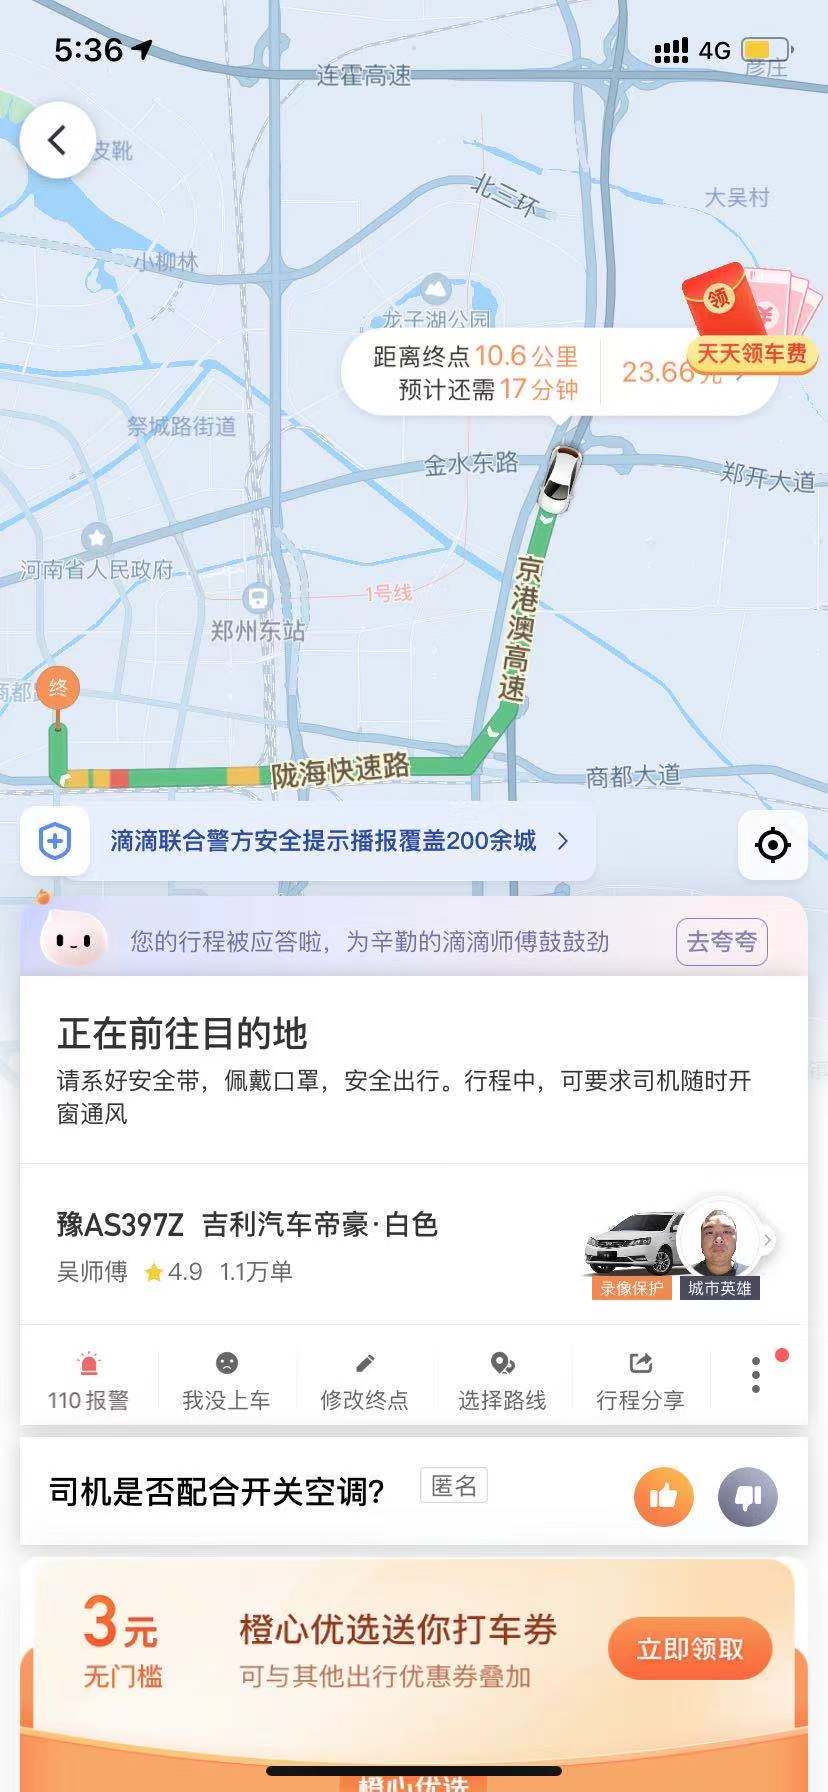 5:36
4G
彦庄
连霍高速
皮靴
北三环
大吴村
小柳林
龙子湖公园
领
天天领车费
距离终点10.6公里
预计还需17分钟
23.66元
祭城路街道
金水东路
郑开大道
河南省人民政府
1号线
郑州东站
京港澳高速
商都路
终
陇海快速路
商都大道
滴滴联合警方安全提示播报覆盖200余城
您的行程被应答啦，为辛勤的滴滴师傅鼓鼓劲
去夸夸
正在前往目的地
请系好安全带，佩戴口罩，安全出行。行程中，可要求司机随时开
窗通风
豫AS397Z 吉利汽车帝豪·白色
吴师傅 4.9 1.1万单
录像保护
城市英雄
110报警
我没上车
修改终点
选择路线
行程分享
司机是否配合开关空调?
匿名
3元
无门槛
橙心优选送你打车券
可与其他出行优惠券叠加
立即领取
橙心优选